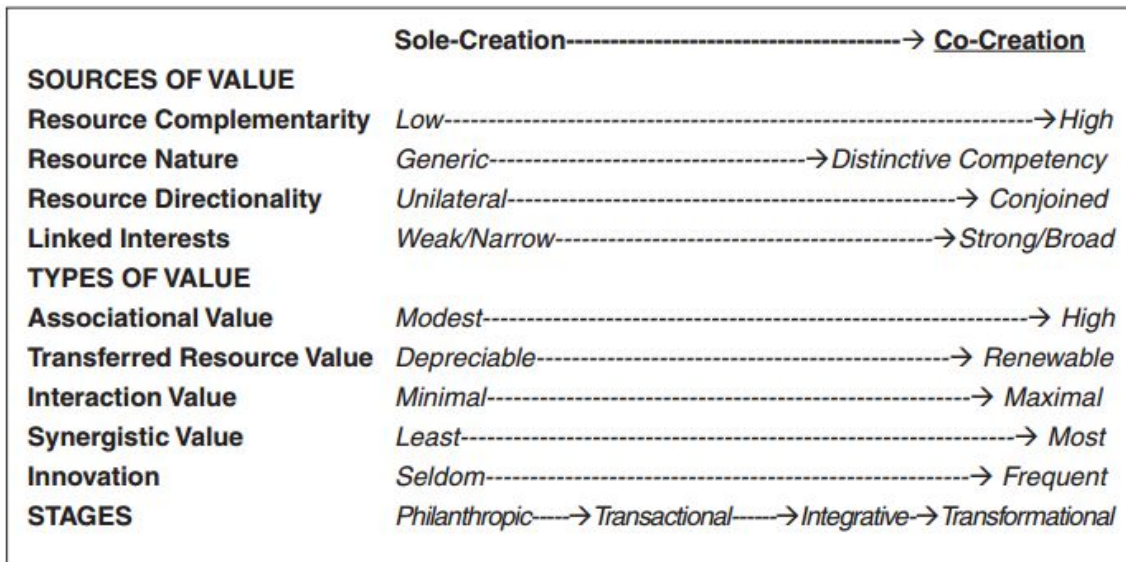 Sole-Creation--------------------------------------→ Co-Creation
SOURCES OF VALUE
Resource Complementarity Low-------------------------------------------------------------------→High
Resource Nature Generic------------------------------------→Distinctive Competency
Resource Directionality Unilateral---------------------------------------------------→ Conjoined
Linked Interests Weak/Narrow-------------------------------------------→Strong/Broad
TYPES OF VALUE
Associational Value Modest--------------------------------------------------------------→ High
Transferred Resource Value Depreciable-----------------------------------------------→ Renewable
Interaction Value Minimal-------------------------------------------------------→ Maximal
Synergistic Value Least---------------------------------------------------------------→ Most
Innovation Seldom-------------------------------------------------------→ Frequent
STAGES Philanthropic-----→Transactional------→Integrative-→Transformational